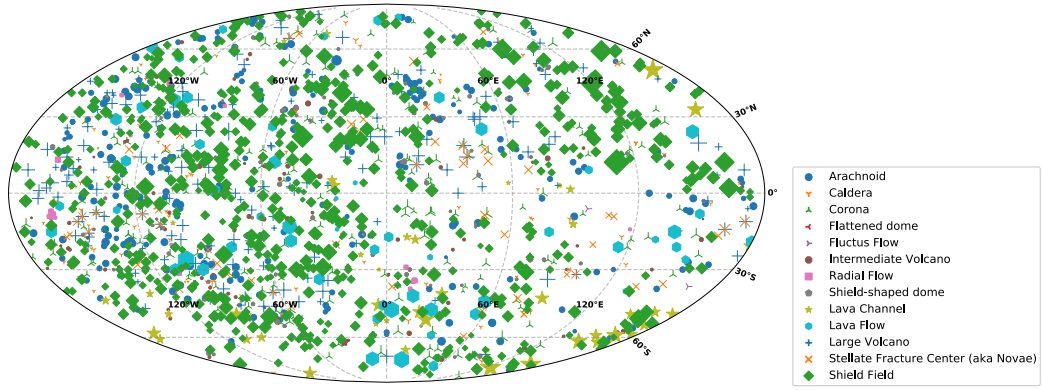 60°N
120°W 60°W 0° 60°E 120°E
30°N
0°
30°S
120°W 60°W 0° 60°E 120°E
60°S
Arachnoid
Caldera
Corona
Flattened dome
Fluctus Flow
Intermediate Volcano
Radial Flow
Shield-shaped dome
Lava Channel
Lava Flow
Large Volcano
Stellate Fracture Center (aka Novae)
Shield Field